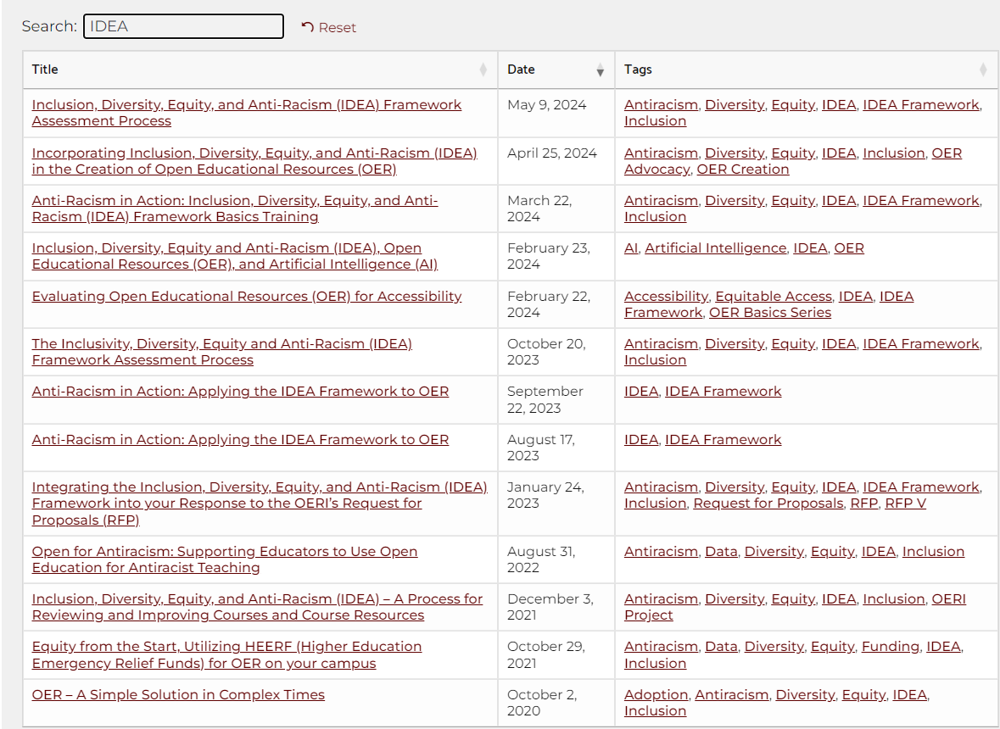 Search: IDEA Reset
Title Date Tags
Inclusion, Diversity, Equity, and Anti-Racism (IDEA) Framework
Assessment Process
May 9, 2024
Antiracism, Diversity, Equity, IDEA, IDEA Framework,
Inclusion
Incorporating Inclusion, Diversity, Equity, and Anti-Racism (IDEA)
in the Creation of Open Educational Resources (OER)
April 25, 2024
Antiracism, Diversity, Equity, IDEA, Inclusion, OER
Advocacy, OER Creation
Anti-Racism in Action: Inclusion, Diversity, Equity, and Anti-
Racism (IDEA) Framework Basics Training
March 22,
2024
Antiracism, Diversity, Equity, IDEA, IDEA Framework,
Inclusion
Inclusion, Diversity, Equity and Anti-Racism (IDEA), Open
Educational Resources (OER), and Artificial Intelligence (AI)
February 23,
2024
AI, Artificial Intelligence, IDEA, OER
Evaluating Open Educational Resources (OER) for Accessibility
February 22,
2024
Accessibility, Equitable Access, IDEA, IDEA
Framework, OER Basics Series
The Inclusivity, Diversity, Equity and Anti-Racism (IDEA)
Framework Assessment Process
October 20,
2023
Antiracism, Diversity, Equity, IDEA, IDEA Framework,
Inclusion
Anti-Racism in Action: Applying the IDEA Framework to OER
September
22, 2023
IDEA, IDEA Framework
Anti-Racism in Action: Applying the IDEA Framework to OER
August 17,
2023
IDEA, IDEA Framework
Integrating the Inclusion, Diversity, Equity, and Anti-Racism (IDEA)
Framework into your Response to the OERI's Request for
Proposals (RFP)
January 24,
2023
Antiracism, Diversity, Equity, IDEA, IDEA Framework,
Inclusion, Request for Proposals, RFP, RFP V
Open for Antiracism: Supporting Educators to Use Open
Education for Antiracist Teaching
August 31,
2022
Antiracism, Data, Diversity, Equity, IDEA, Inclusion
Inclusion, Diversity, Equity, and Anti-Racism (IDEA) – A Process for
Reviewing and Improving Courses and Course Resources
December 3,
2021
Antiracism, Diversity, Equity, IDEA, Inclusion, OERI
Project
Equity from the Start, Utilizing HEERF (Higher Education
Emergency Relief Funds) for OER on your campus
October 29,
2021
Antiracism, Data, Diversity, Equity, Funding, IDEA,
Inclusion
OER – A Simple Solution in Complex Times
October 2,
2020
Adoption, Antiracism, Diversity, Equity, IDEA,
Inclusion